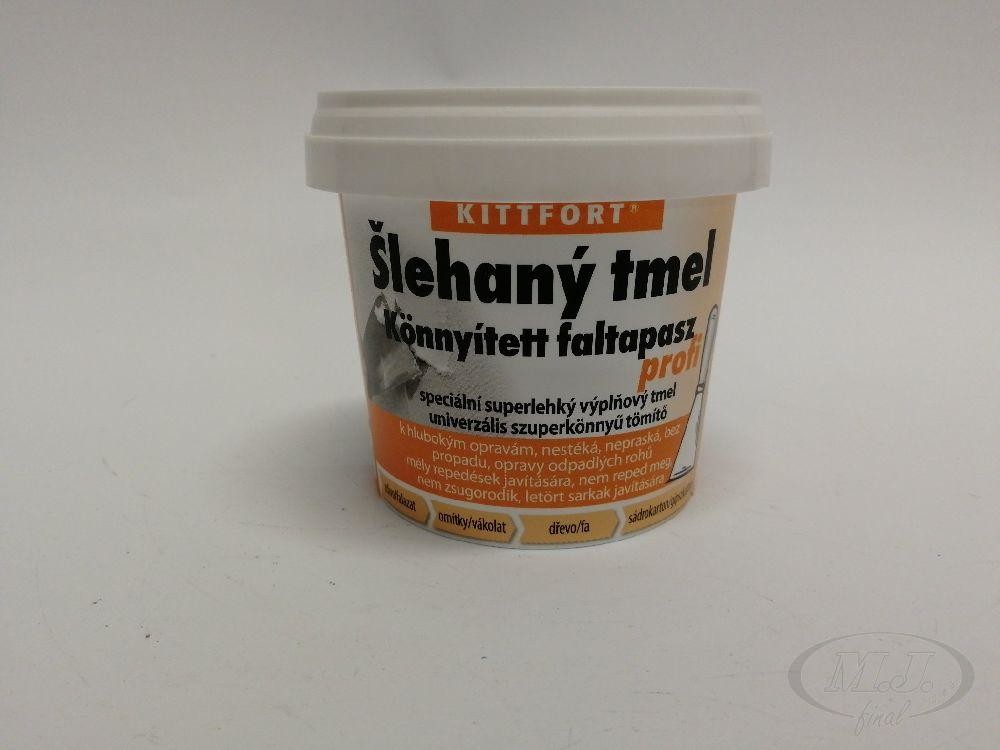 KITTFORT®
Šlehaný tmel
Könnyített faltapasz
profi
speciální superlehký výplňový tmel
univerzális szuperkönnyű tömítő
k hlubokým opravám, nestéká, nepraská, bez
propadu, opravy odpadlých rohů
mély repedések javítására, nem reped meg,
nem zsugorodik, letört sarkak javítására
omítky/vákolat
dřevo/fa
M.J.
final